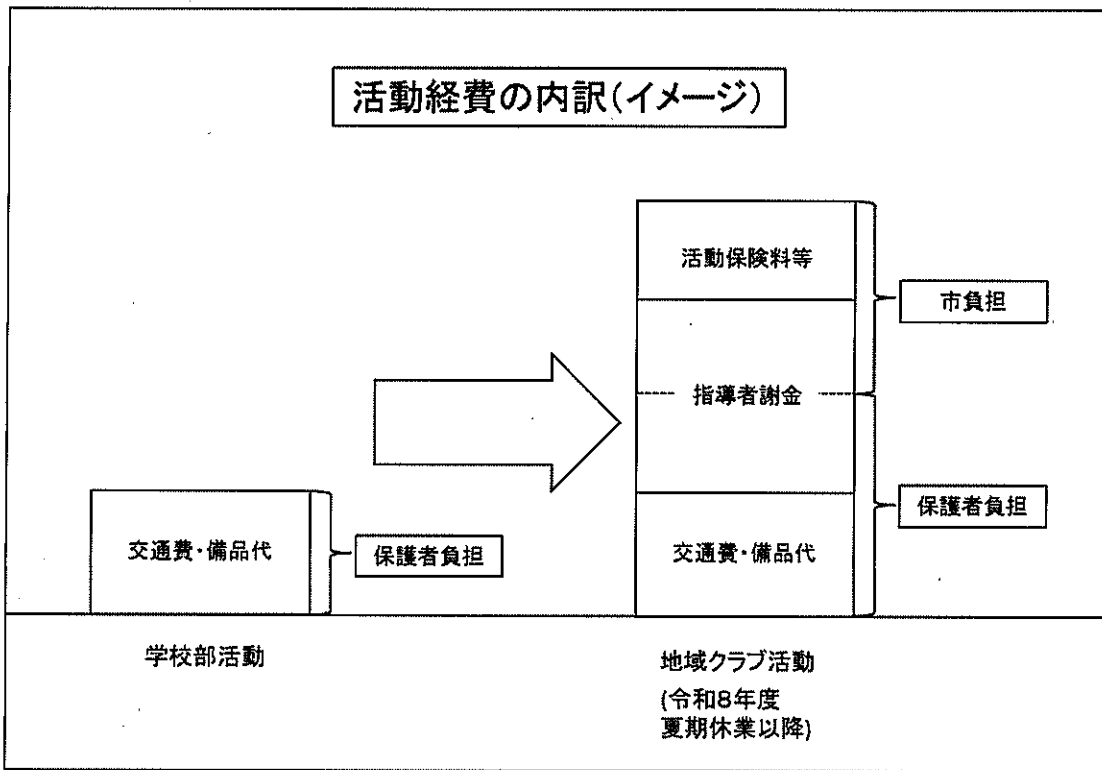 活動経費の内訳(イメージ)
活動保険料等
市負担
指導者謝金
交通費・備品代
保護者負担
交通費・備品代
保護者負担
学校部活動
地域クラブ活動
(令和8年度
夏期休業以降)